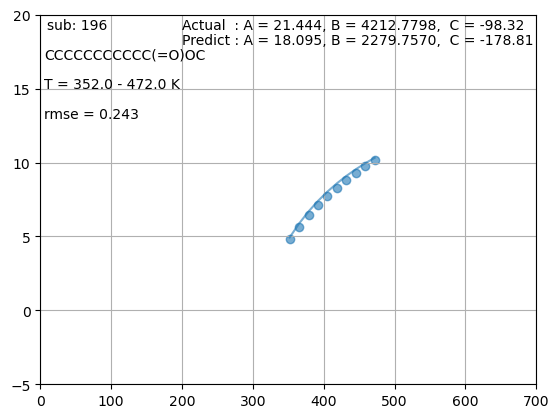 sub: 196
Actual : A = 21.444, B = 4212.7798, C = -98.32
Predict : A = 18.095, B = 2279.7570, C = -178.81
CCCCCCCCCCCC(=O)OC
T = 352.0 - 472.0 K
rmse = 0.243
20
15
10
5
0
−5
0 100 200 300 400 500 600 700